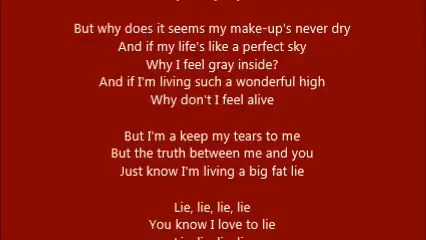 But why does it seems my make-up's never dry
And if my life's like a perfect sky
Why I feel gray inside?
And if I'm living such a wonderful high
Why don't I feel alive
But I'm a keep my tears to me
But the truth between me and you
Just know I'm living a big fat lie
Lie, lie, lie, lie
You know I love to lie